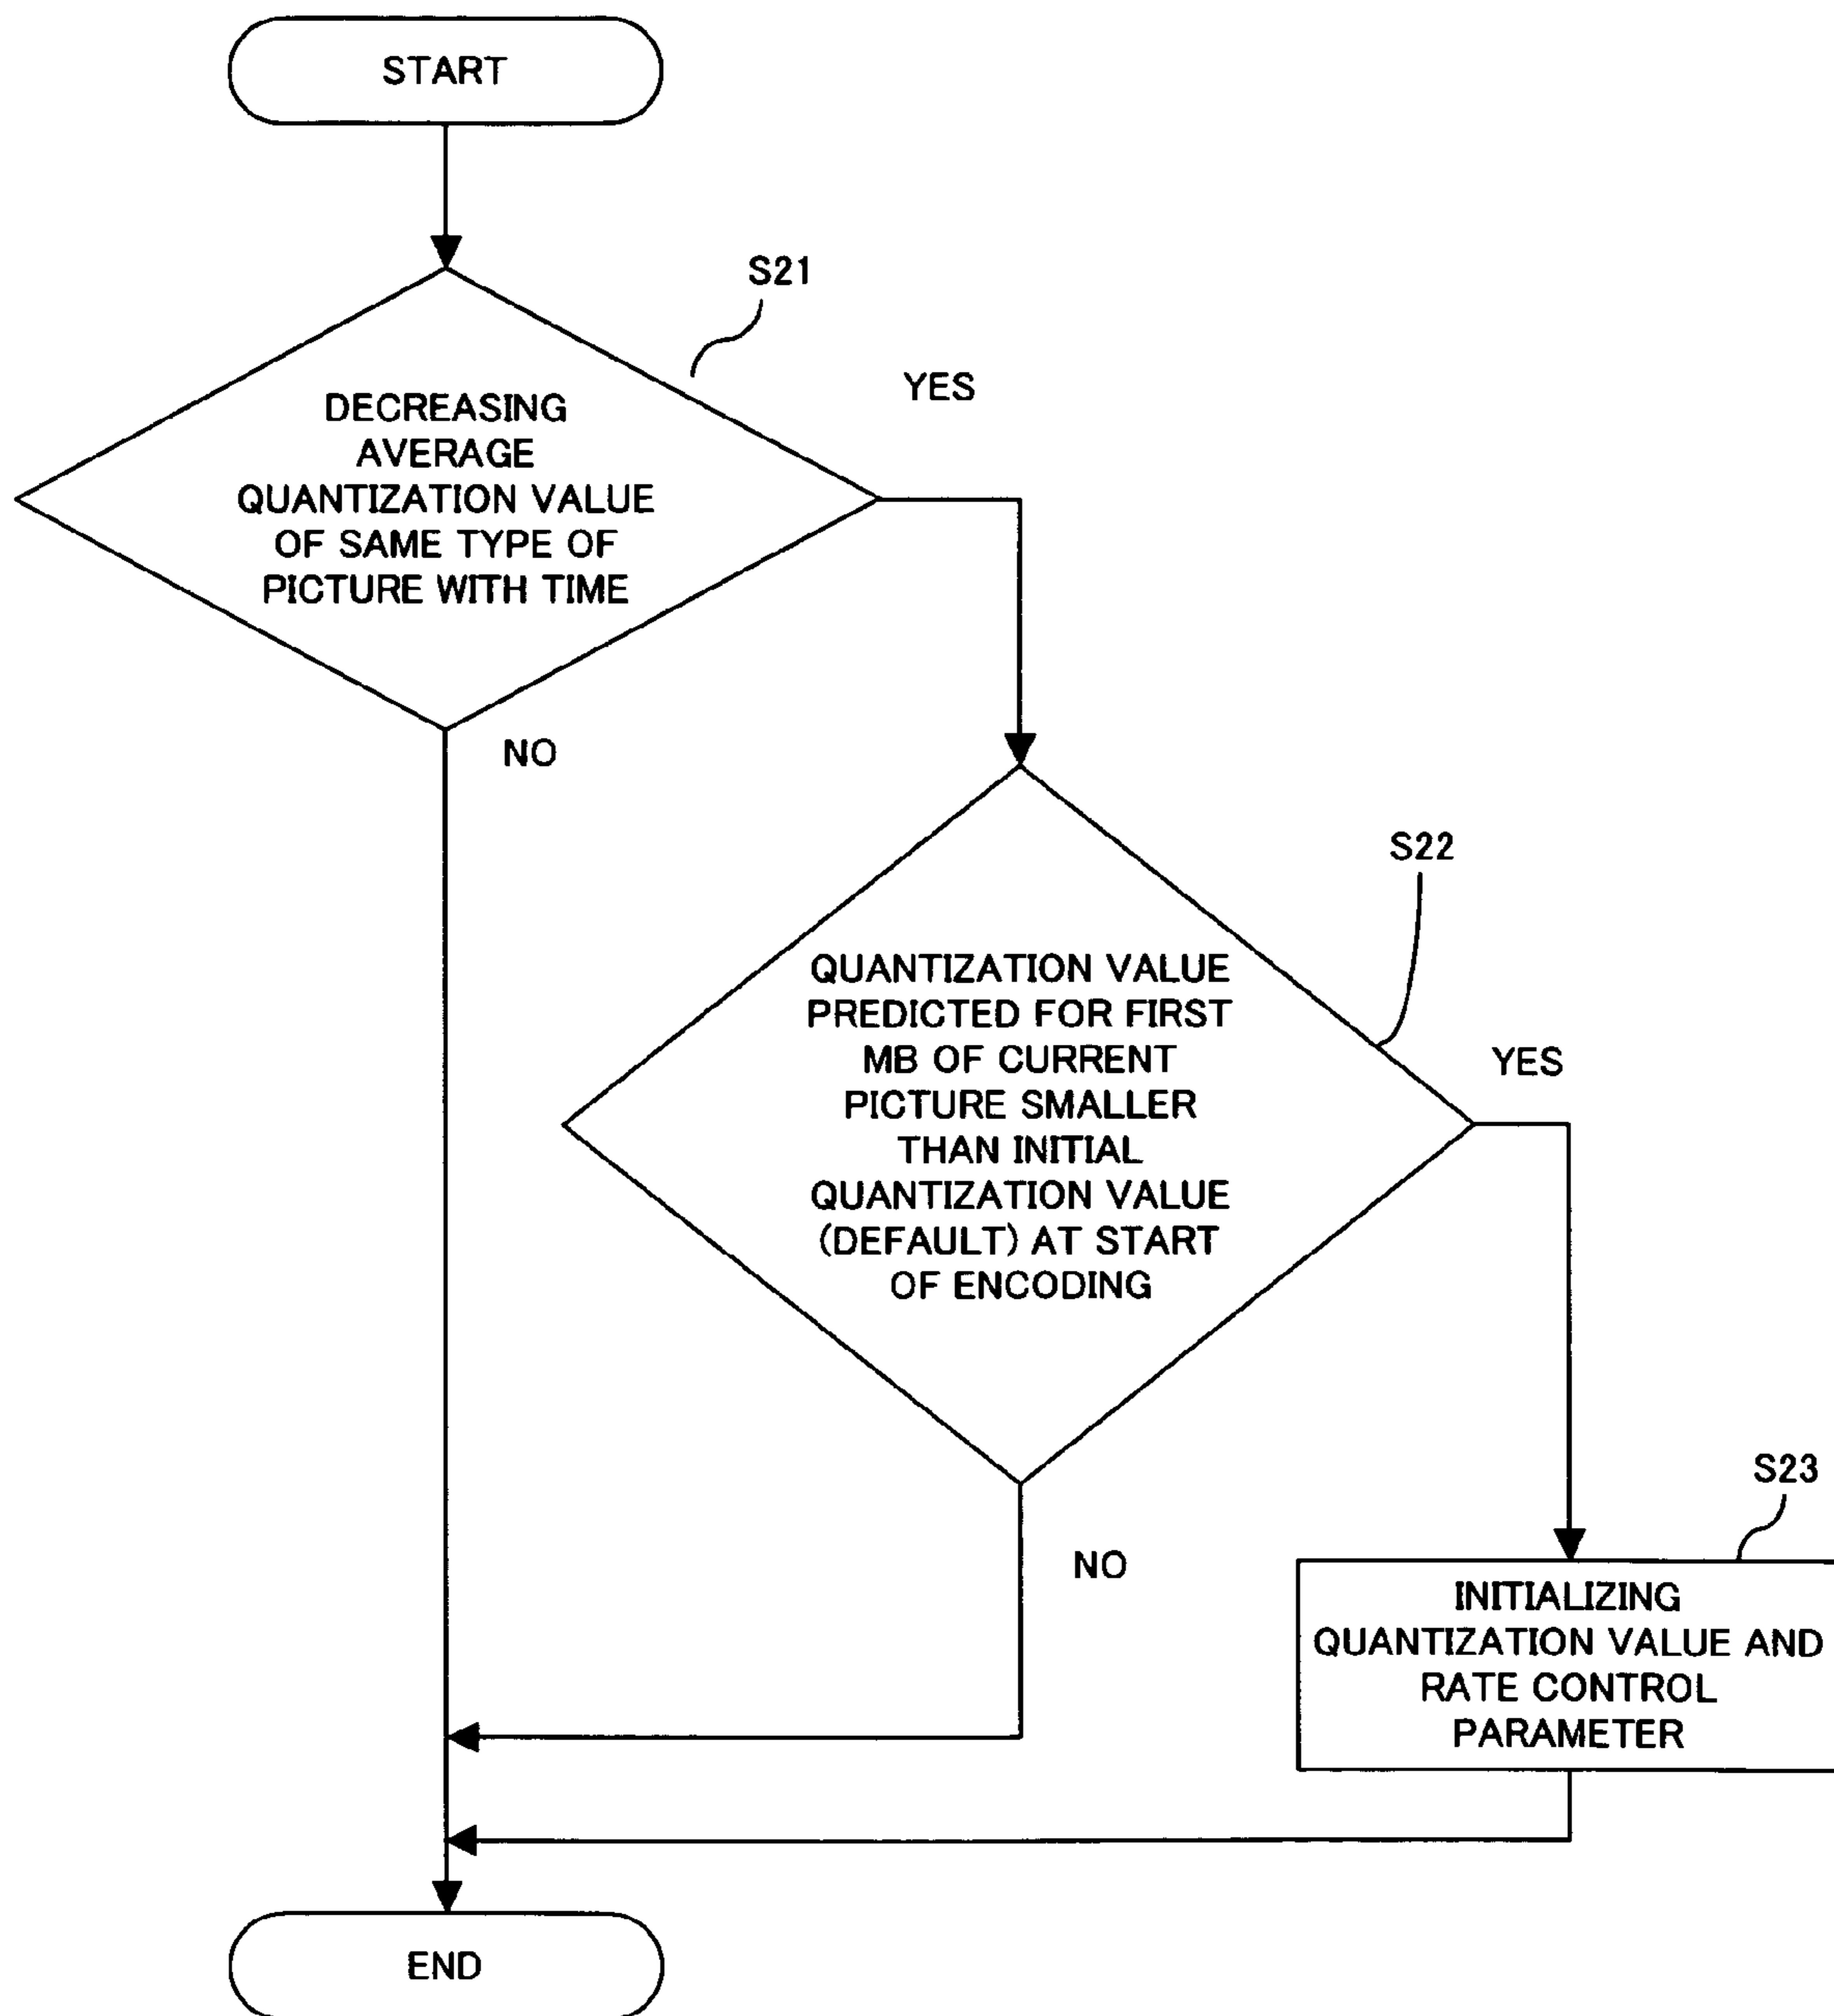 START
S21
YES
DECREASING
AVERAGE
QUANTIZATION VALUE
OF SAME TYPE OF
PICTURE WITH TIME
NO
S22
QUANTIZATION VALUE
PREDICTED FOR FIRST
MB OF CURRENT
PICTURE SMALLER
THAN INITIAL
QUANTIZATION VALUE
(DEFAULT) AT START
OF ENCODING
YES
NO
S23
INITIALIZING
QUANTIZATION VALUE AND
RATE CONTROL
PARAMETER
END